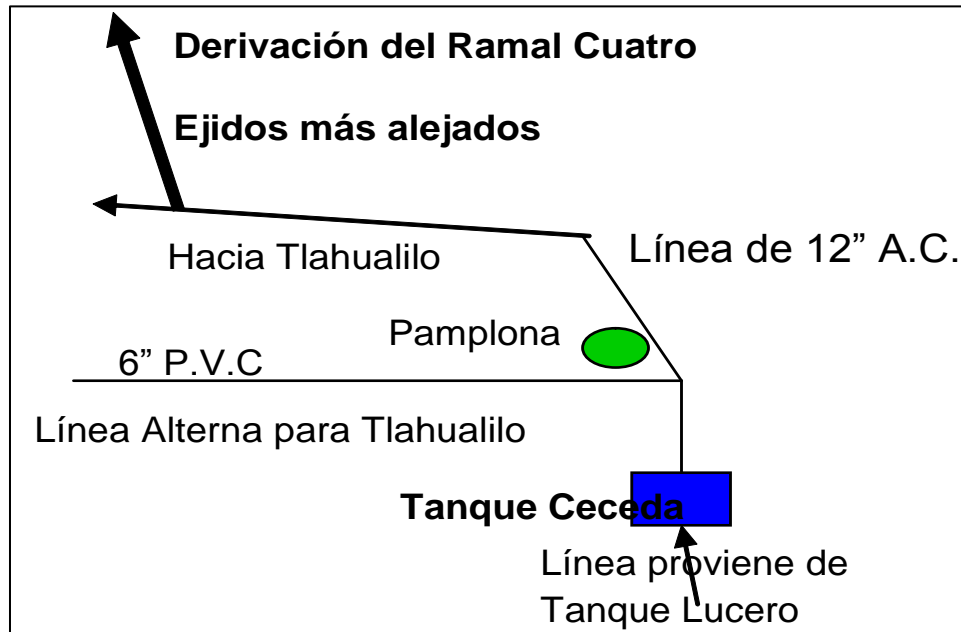 Derivación del Ramal Cuatro
Ejidos más alejados
Hacia Tlahualilo
Línea de 12” A.C.
Pamplona
6” P.V.C
Línea Alterna para Tlahualilo
Tanque Ceceda
Línea proviene de
Tanque Lucero